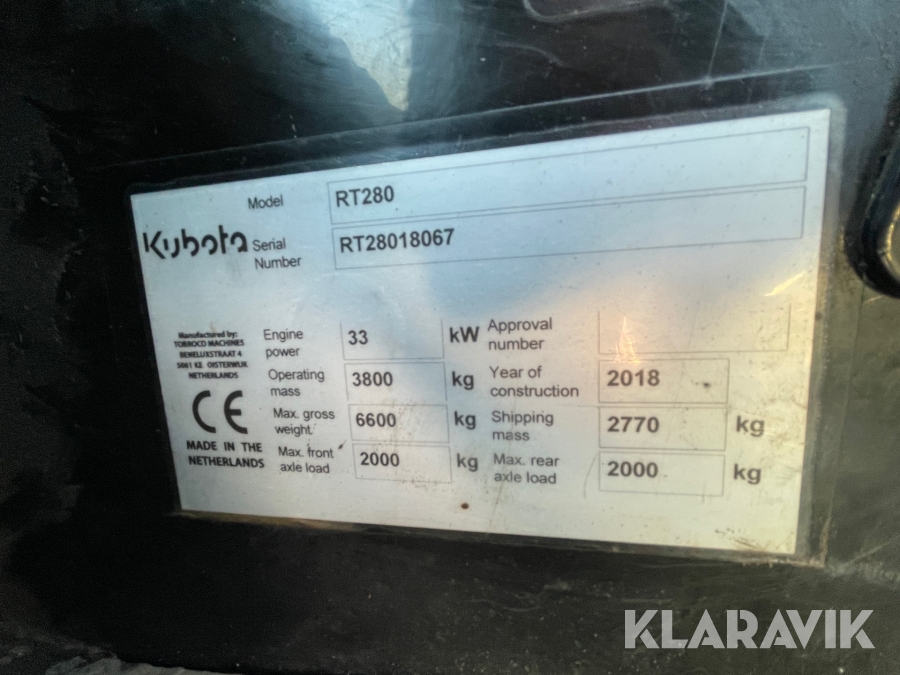 Model RT280
Kubota Serial Number RT28018067
Manufactured by:
TOBROCO MACHINES
BENELUXSTRAAT 4
5061 KE OISTERWIJK
NETHERLANDS
CE
MADE IN THE
NETHERLANDS
Engine power 33 kW Approval number
Operating mass 3800 kg Year of construction 2018
Max. gross weight 6600 kg Shipping mass 2770 kg
Max. front axle load 2000 kg Max. rear axle load 2000 kg
KLARAVIK